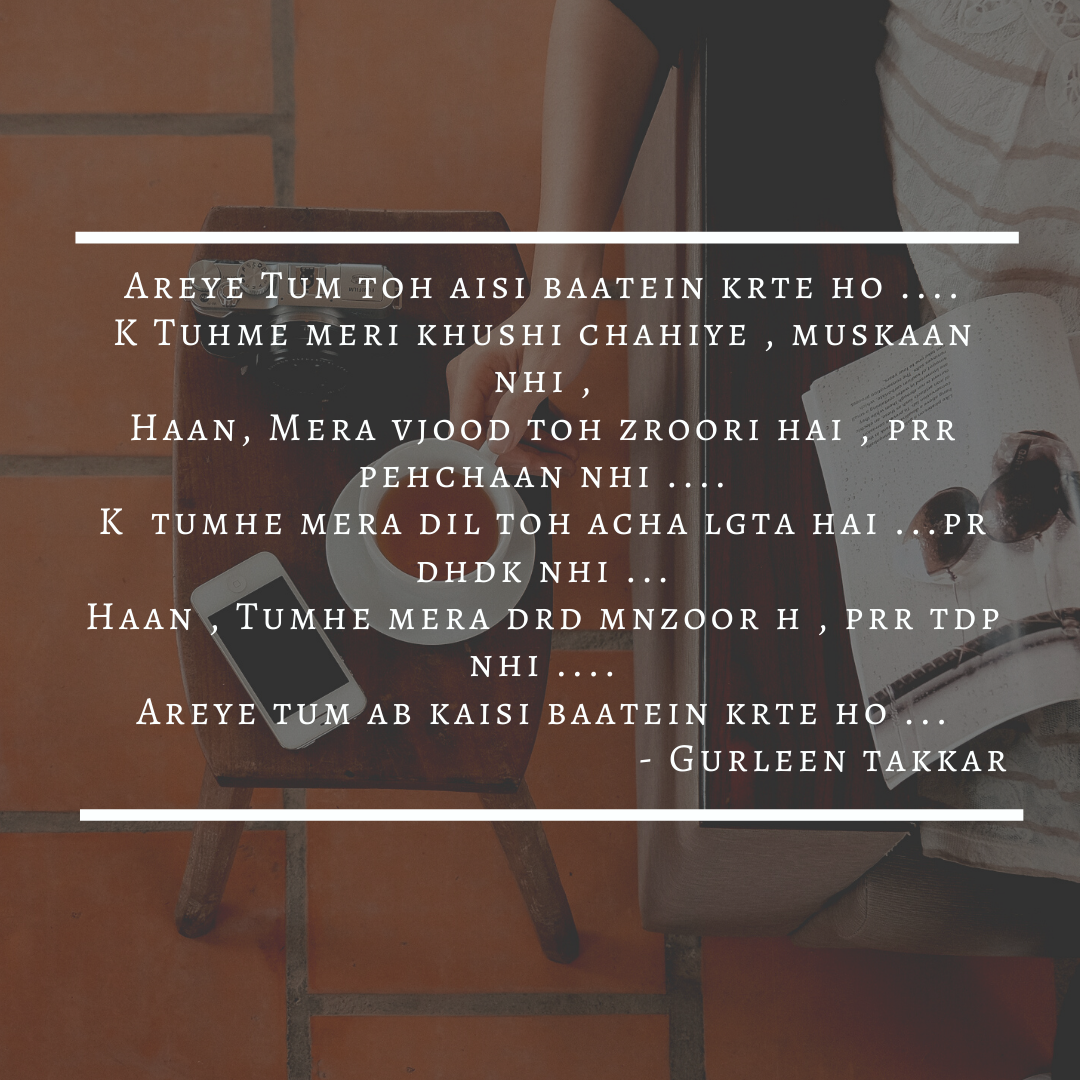 Areye Tum toh aisi baatein krte ho ....
K Tuhme meri khushi chahiye , muskaan
nhi ,
Haan, Mera vjood toh zroori hai , prr
pehchaan nhi ....
K  tumhe mera dil toh acha lgta hai ...pr
dhdk nhi ...
Haan , Tumhe mera drd mnzoor h , prr tdp
nhi ....
Areye tum ab kaisi baatein krte ho ...
- Gurleen takkar